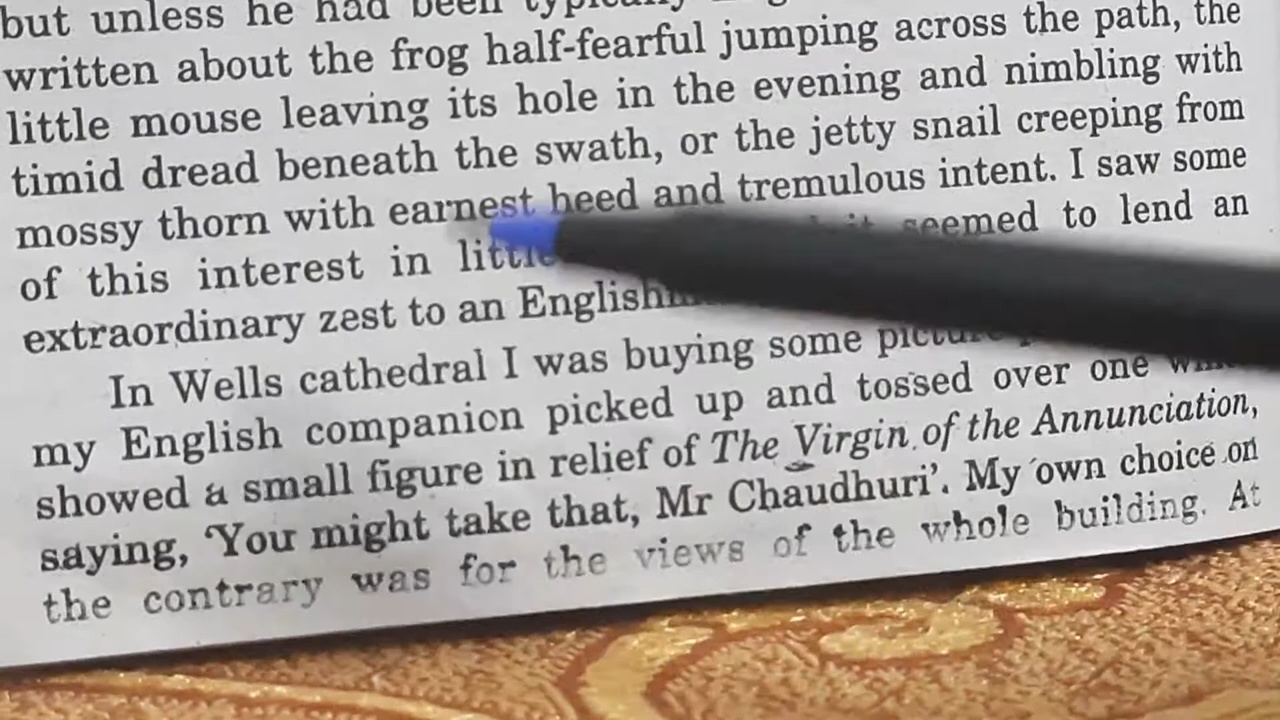 but unless he had been
written about the frog half-fearful jumping across the path, the
little mouse leaving its hole in the evening and nimbling with
timid dread beneath the swath, or the jetty snail creeping from
mossy thorn with earnest heed and tremulous intent. I saw some
of this interest in little it seemed to lend an
extraordinary zest to an
In Wells cathedral I was buying some
my English companion picked up and tossed over one
showed a small figure in relief of The Virgin of the Annunciation,
saying, 'You might take that, Mr Chaudhuri'. My own choice on
the contrary was for the views of the whole building. At